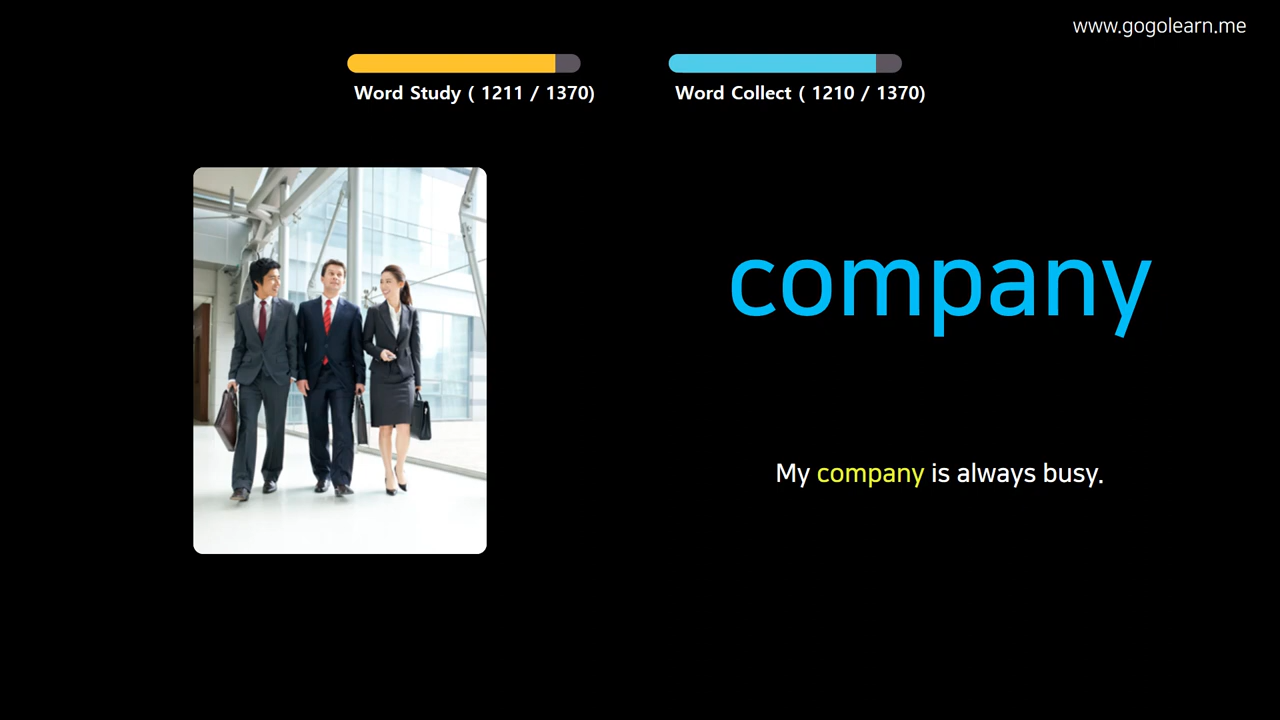 www.gogolearn.me
Word Study ( 1211 / 1370)
Word Collect ( 1210 / 1370)
company
My company is always busy.